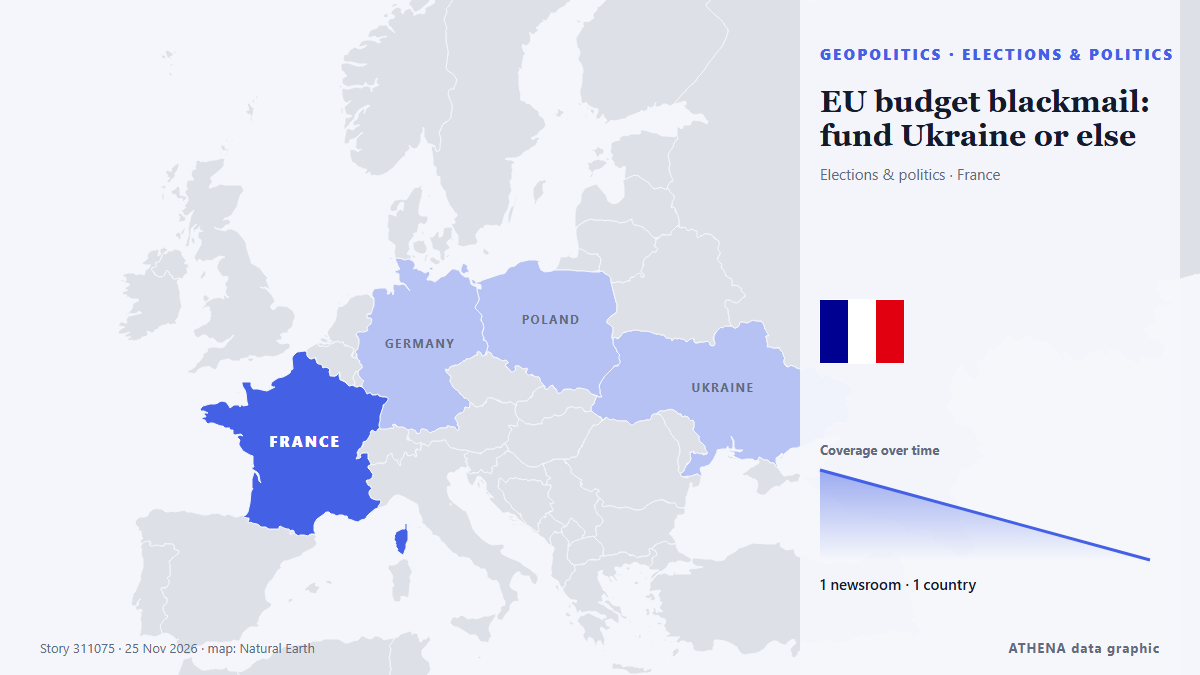 GEOPOLITICS · ELECTIONS & POLITICS
EU budget blackmail:
fund Ukraine or else
Elections & politics · France
POLAND
GERMANY
UKRAINE
FRANCE
Coverage over time
1 newsroom · 1 country
Story 311075 · 25 Nov 2026 · map: Natural Earth
ATHENA data graphic